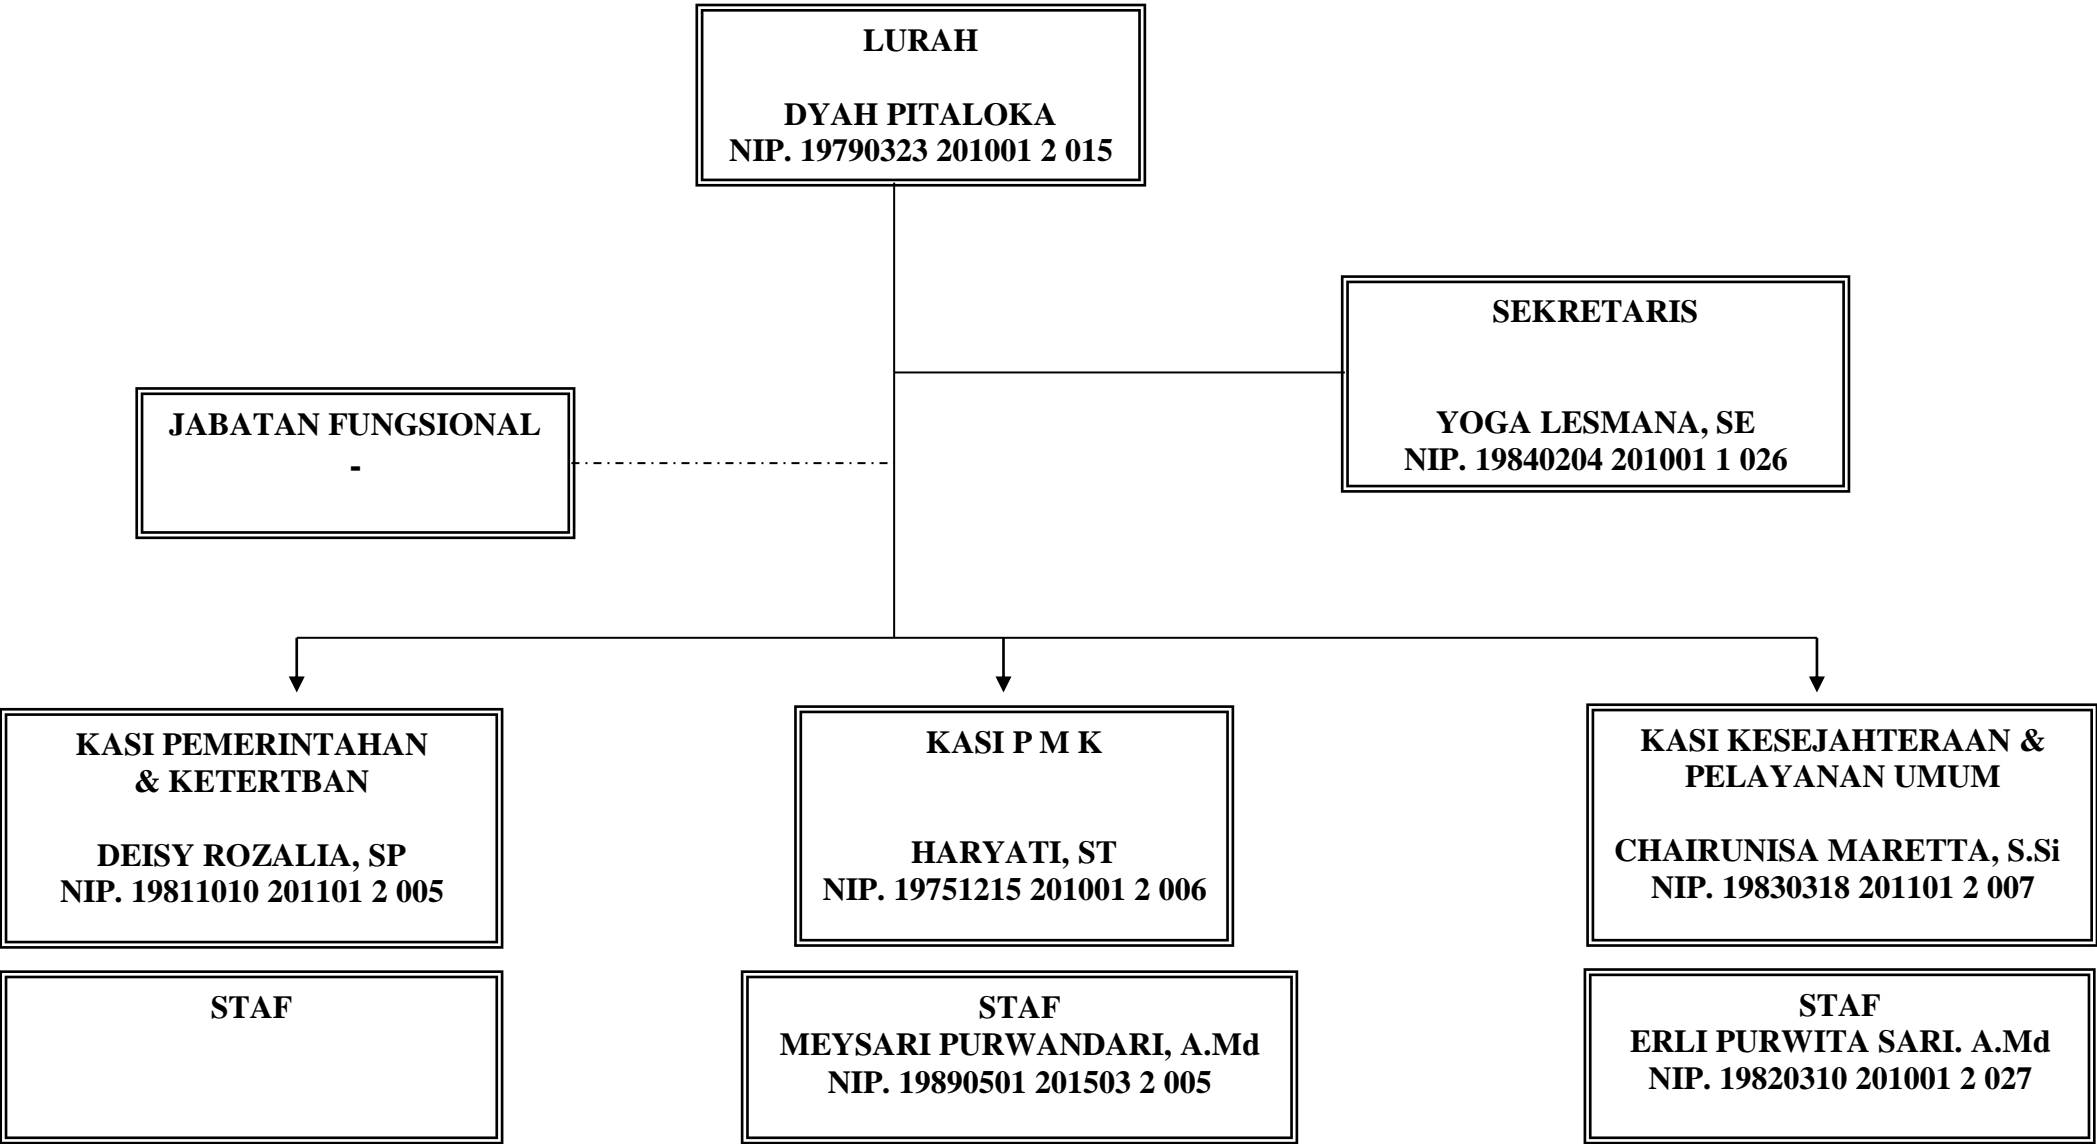 LURAH
DYAH PITALOKA
NIP. 19790323 201001 2 015
SEKRETARIS
YOGA LESMANA, SE
NIP. 19840204 201001 1 026
JABATAN FUNGSIONAL
-
KASI PEMERINTAHAN
& KETERTBAN
DEISY ROZALIA, SP
NIP. 19811010 201101 2 005
KASI P M K
HARYATI, ST
NIP. 19751215 201001 2 006
KASI KESEJAHTERAAN &
PELAYANAN UMUM
CHAIRUNISA MARETTA, S.Si
NIP. 19830318 201101 2 007
STAF
STAF
MEYSARI PURWANDARI, A.Md
NIP. 19890501 201503 2 005
STAF
ERLI PURWITA SARI. A.Md
NIP. 19820310 201001 2 027